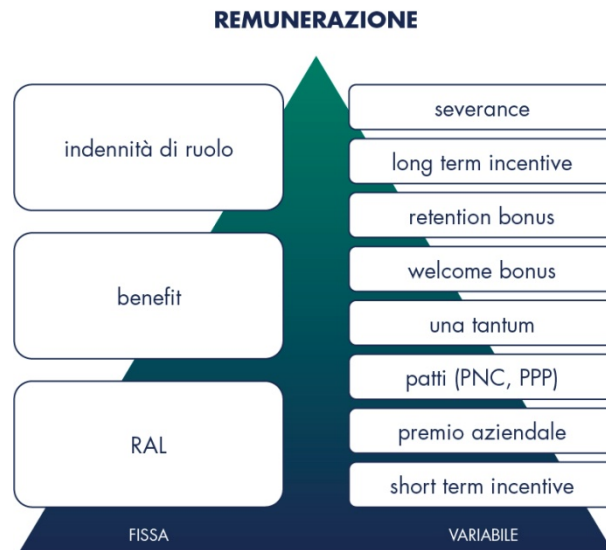 REMUNERAZIONE
indennità di ruolo
benefit
RAL
FISSA
severance
long term incentive
retention bonus
welcome bonus
una tantum
patti (PNC, PPP)
premio aziendale
short term incentive
VARIABILE